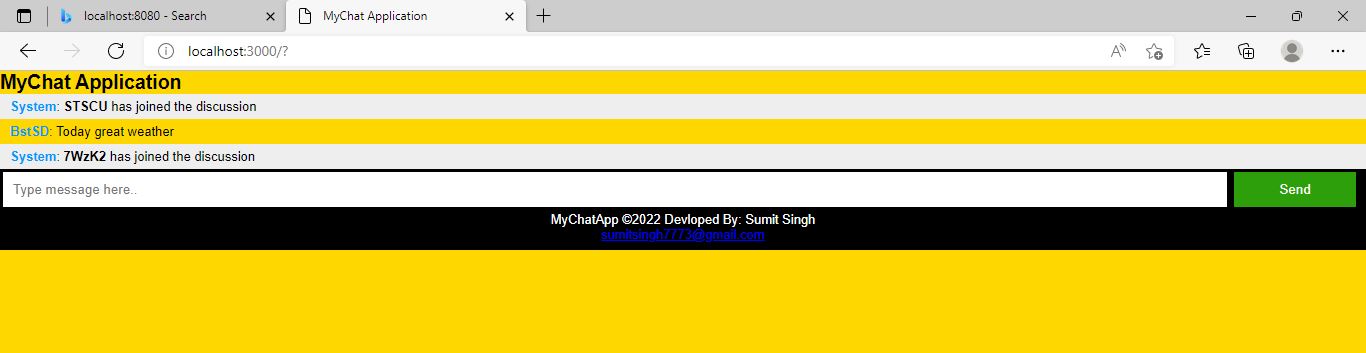 localhost:8080 - Search
MyChat Application
localhost:3000/?
MyChat Application
System: STSCU has joined the discussion
BstSD: Today great weather
System: 7WzK2 has joined the discussion
Type message here..
Send
MyChatApp ©2022 Devloped By: Sumit Singh
sumitsingh7773@gmail.com